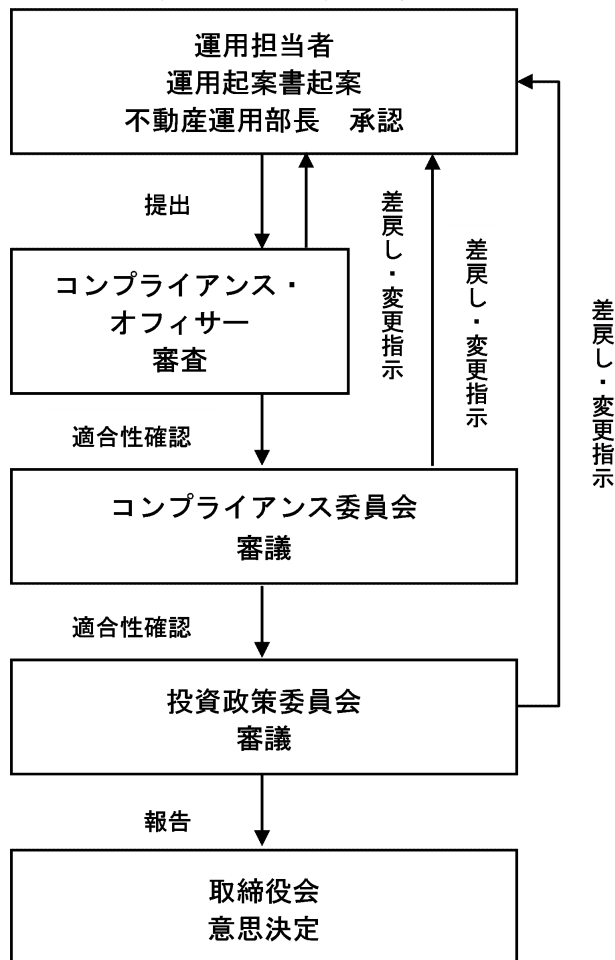 運用担当者
運用起案書起案
不動産運用部長　承認
提出
差戻し・変更指示
差戻し・変更指示
差戻し・変更指示
コンプライアンス・
オフィサー
審査
適合性確認
コンプライアンス委員会
審議
適合性確認
投資政策委員会
審議
報告
取締役会
意思決定